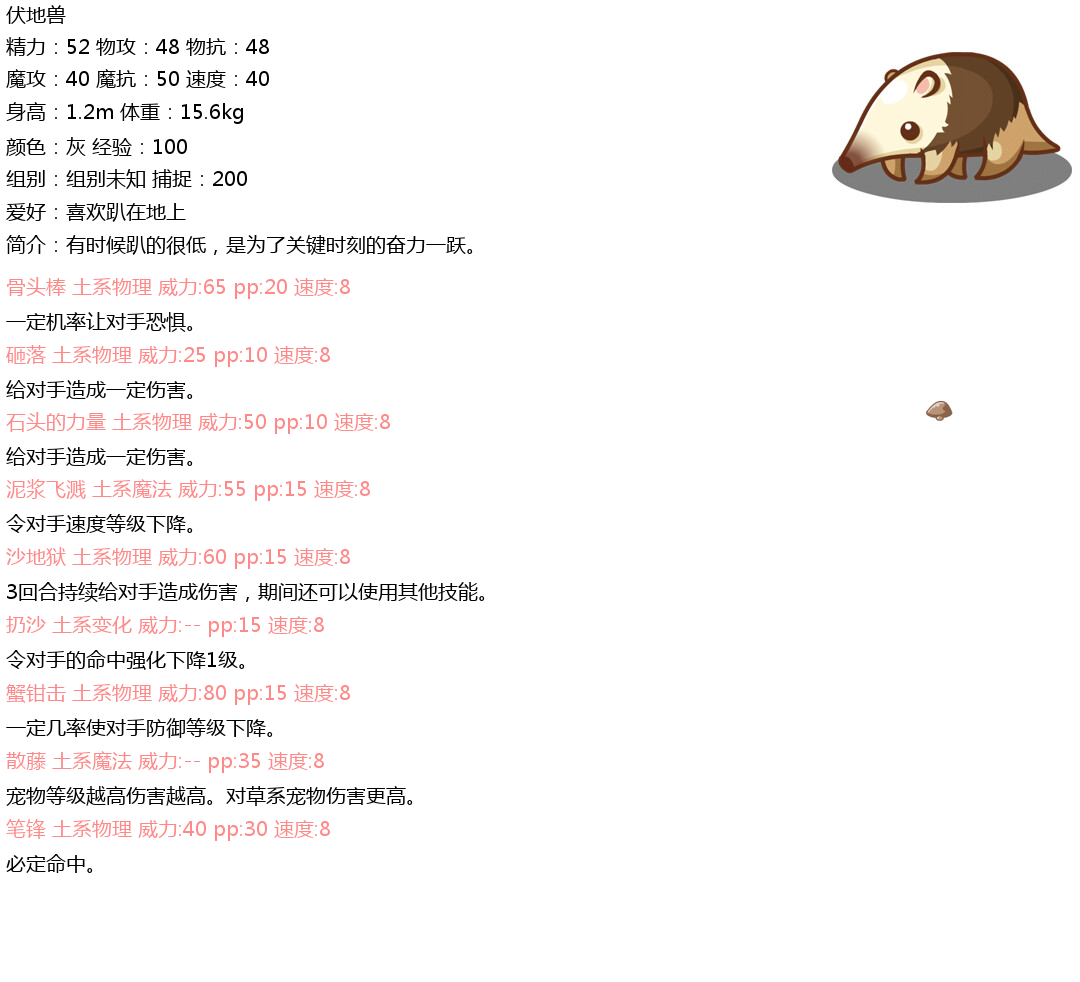 伏地兽
精力：52 物攻：48 物抗：48
魔攻：40 魔抗：50 速度：40
身高：1.2m 体重：15.6kg
颜色：灰 经验：100
组别：组别未知 捕捉：200
爱好：喜欢趴在地上
简介：有时候趴的很低，是为了关键时刻的奋力一跃。
骨头棒 土系物理 威力:65 pp:20 速度:8
一定机率让对手恐惧。
砸落 土系物理 威力:25 pp:10 速度:8
给对手造成一定伤害。
石头的力量 土系物理 威力:50 pp:10 速度:8
给对手造成一定伤害。
泥浆飞溅 土系魔法 威力:55 pp:15 速度:8
令对手速度等级下降。
沙地狱 土系物理 威力:60 pp:15 速度:8
3回合持续给对手造成伤害，期间还可以使用其他技能。
扔沙 土系变化 威力:-- pp:15 速度:8
令对手的命中强化下降1级。
蟹钳击 土系物理 威力:80 pp:15 速度:8
一定几率使对手防御等级下降。
散藤 土系魔法 威力:-- pp:35 速度:8
宠物等级越高伤害越高。对草系宠物伤害更高。
笔锋 土系物理 威力:40 pp:30 速度:8
必定命中。